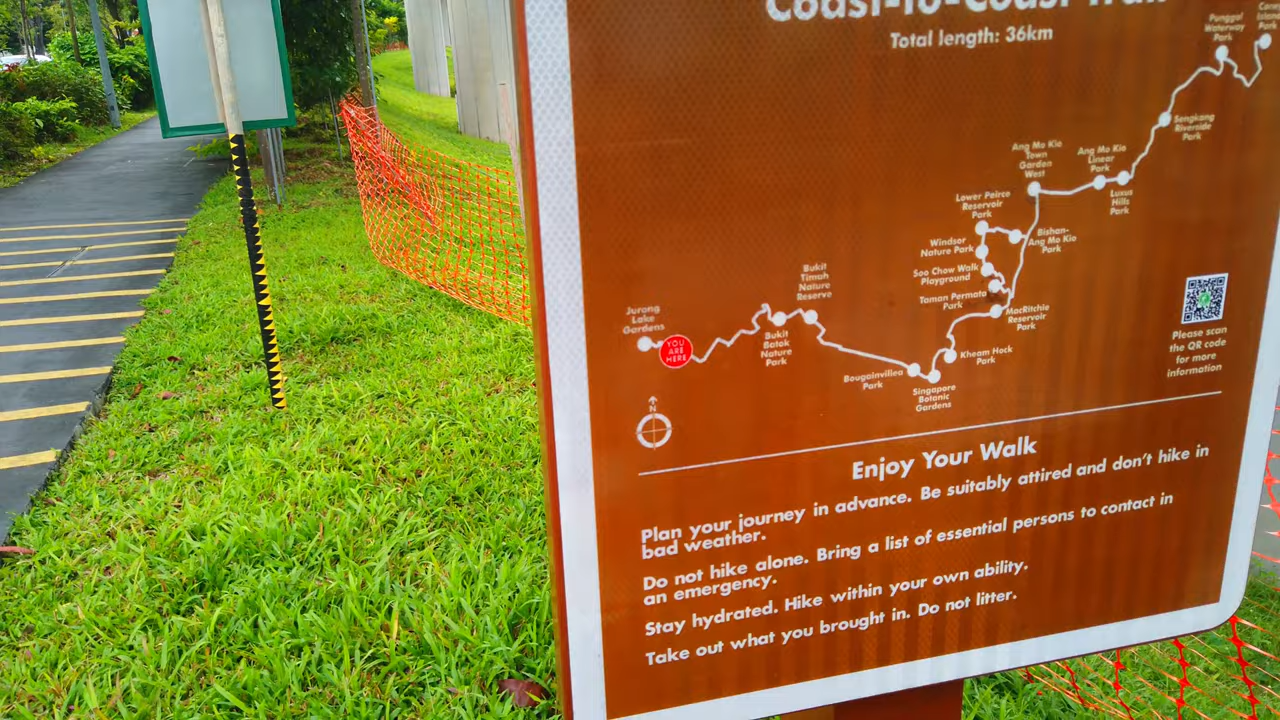 Coast-to-Coast Trail
Total length: 36km
Punggol
Waterway
Park
Coney
Island
Park
Sengkang
Riverside
Park
Ang Mo Kio
Town
Garden
West
Ang Mo Kio
Linear
Park
Luxus
Hills
Park
Lower Peirce
Reservoir
Park
Bishan-
Ang Mo Kio
Park
Windsor
Nature Park
Soo Chow Walk
Playground
Taman Permata
Park
MacRitchie
Reservoir
Park
Bukit
Timah
Nature
Reserve
Jurong
Lake
Gardens
YOU
ARE
HERE
Bukit
Batok
Nature
Park
Kheam Hock
Park
Bougainvillea
Park
Singapore
Botanic
Gardens
N
Please scan
the QR code
for more
information
Enjoy Your Walk
Plan your journey in advance. Be suitably attired and don't hike in
bad weather.
Do not hike alone. Bring a list of essential persons to contact in
an emergency.
Stay hydrated. Hike within your own ability.
Take out what you brought in. Do not litter.